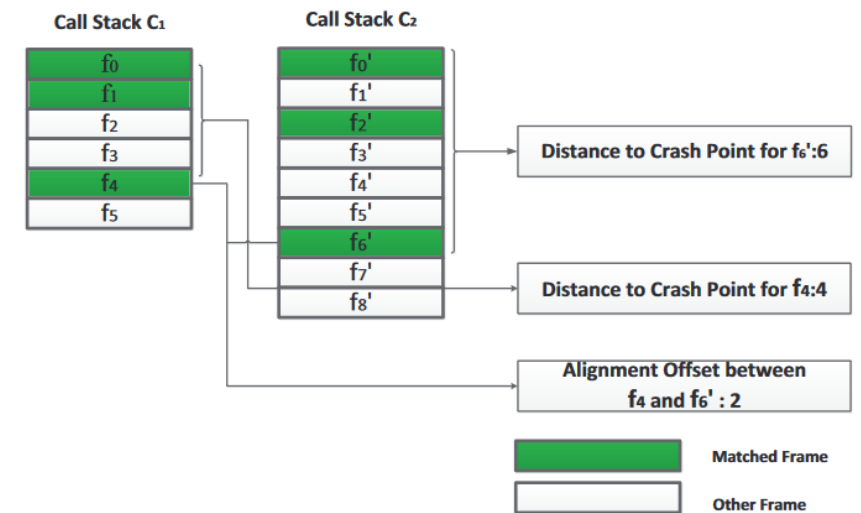 Call Stack C₁
f₀
f₁
f₂
f₃
f₄
f₅
Call Stack C₂
f₀'
f₁'
f₂'
f₃'
f₄'
f₅'
f₆'
f₇'
f₈'
Distance to Crash Point for f₆':6
Distance to Crash Point for f₄:4
Alignment Offset between
f₄ and f₆' : 2
Matched Frame
Other Frame